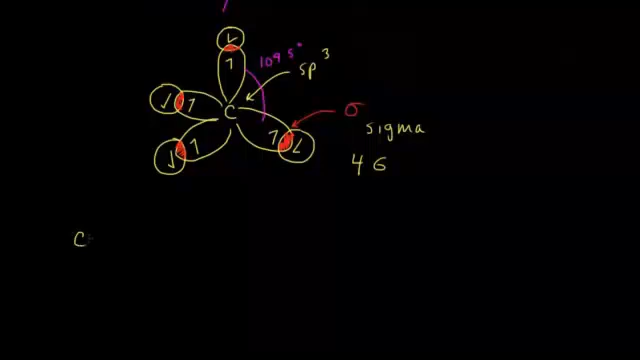 109.5°
sp³
C
σ
sigma
4 σ
C